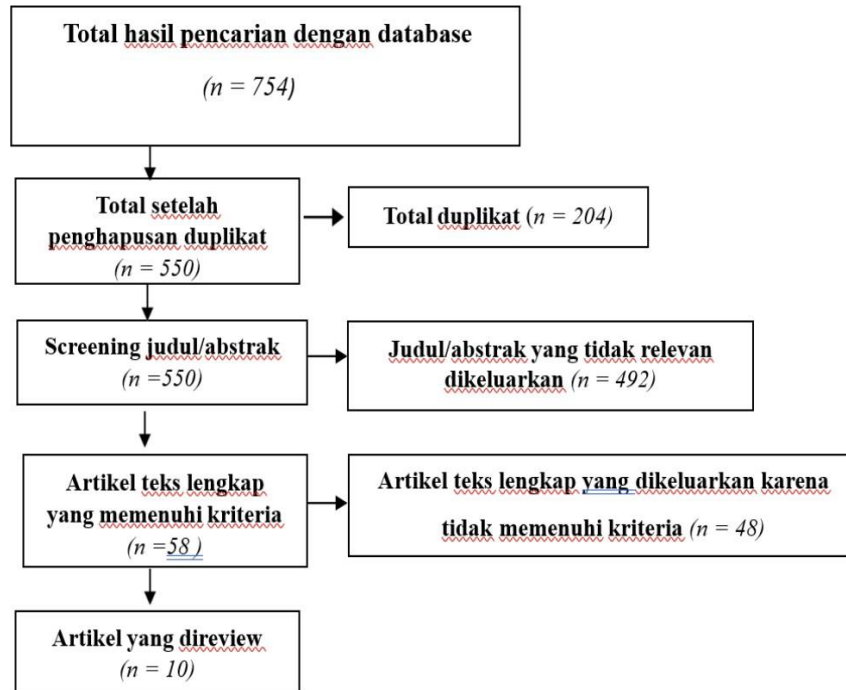 Total hasil pencarian dengan database
(n = 754)
Total setelah
penghapusan duplikat
(n = 550)
Total duplikat (n = 204)
Screening judul/abstrak
(n =550)
Judul/abstrak yang tidak relevan
dikeluarkan (n = 492)
Artikel teks lengkap
yang memenuhi kriteria
(n =58 )
Artikel teks lengkap yang dikeluarkan karena
tidak memenuhi kriteria (n = 48)
Artikel yang direview
(n = 10)